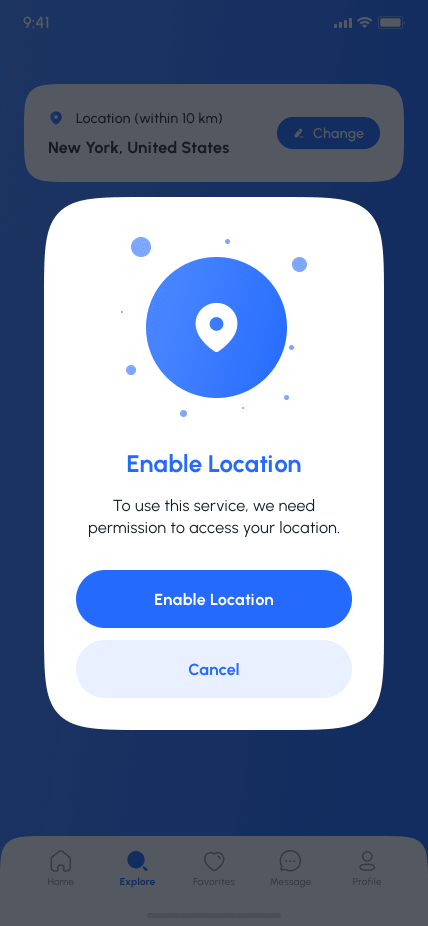 9:41
Location (within 10 km)
New York, United States
Change
Enable Location
To use this service, we need
permission to access your location.
Enable Location
Cancel
Home
Explore
Favorites
Message
Profile